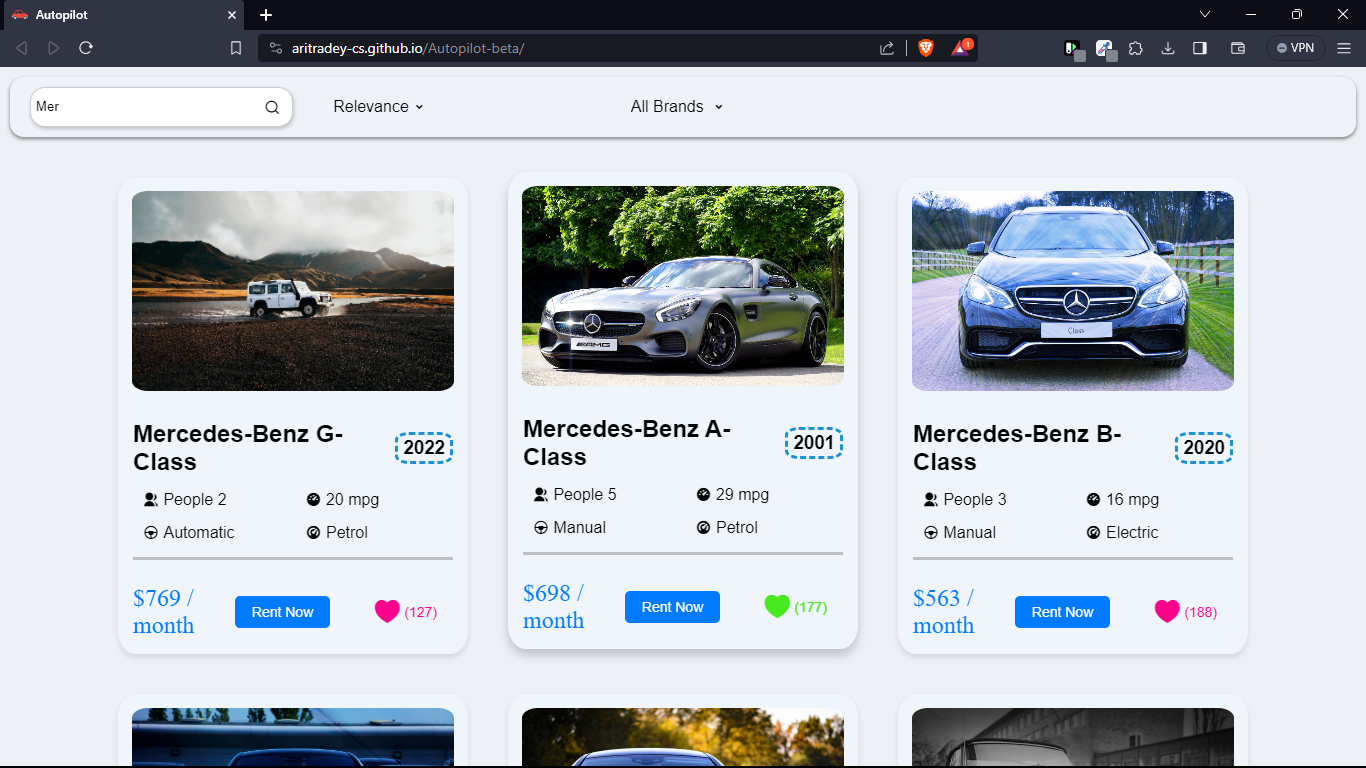 Autopilot
aritradey-cs.github.io/Autopilot-beta/
1
VPN
Mer
Relevance
All Brands
AMG
Class
Mercedes-Benz G-
Class
2022
People 2
20 mpg
Automatic
Petrol
$769 /
month
Rent Now
(127)
Mercedes-Benz A-
Class
2001
People 5
29 mpg
Manual
Petrol
$698 /
month
Rent Now
(177)
Mercedes-Benz B-
Class
2020
People 3
16 mpg
Manual
Electric
$563 /
month
Rent Now
(188)